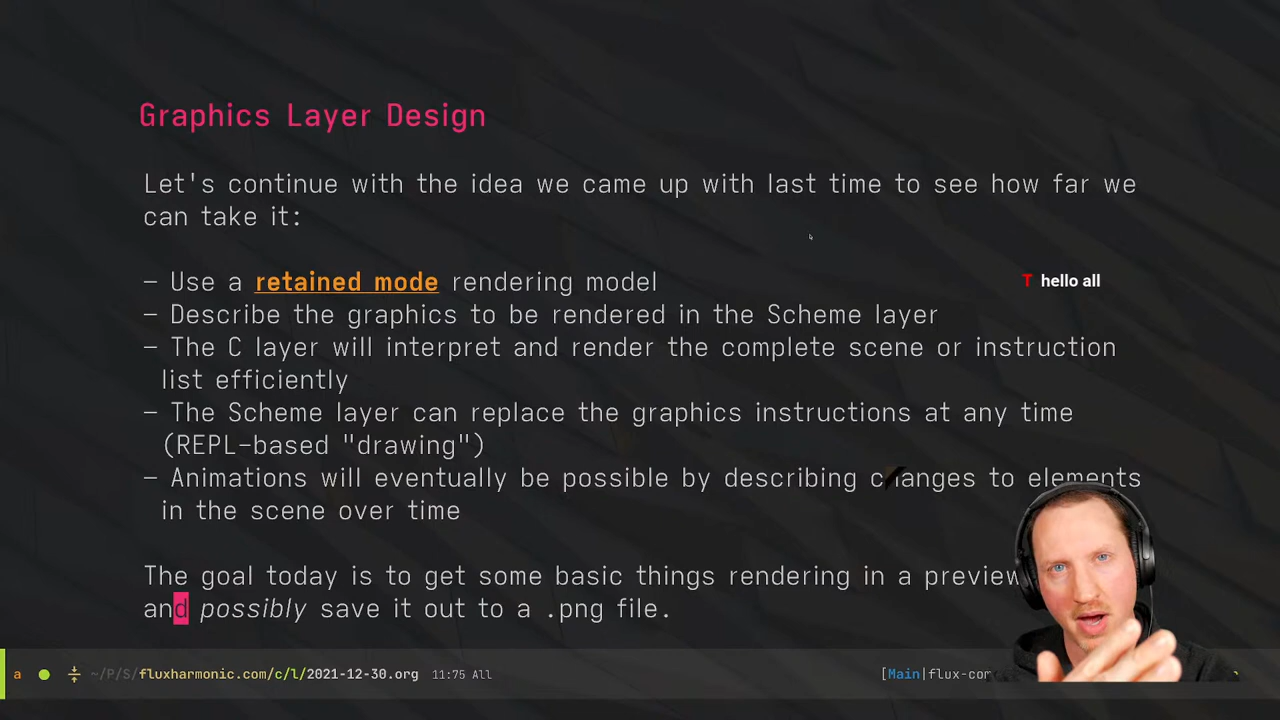 Graphics Layer Design
Let's continue with the idea we came up with last time to see how far we
can take it:
– Use a retained mode rendering model
T hello all
– Describe the graphics to be rendered in the Scheme layer
– The C layer will interpret and render the complete scene or instruction
list efficiently
– The Scheme layer can replace the graphics instructions at any time
(REPL-based "drawing")
– Animations will eventually be possible by describing changes to elements
in the scene over time
The goal today is to get some basic things rendering in a preview
and possibly save it out to a .png file.
a ~/P/S/fluxharmonic.com/c/l/2021-12-30.org 11:75 All [Main|flux-com